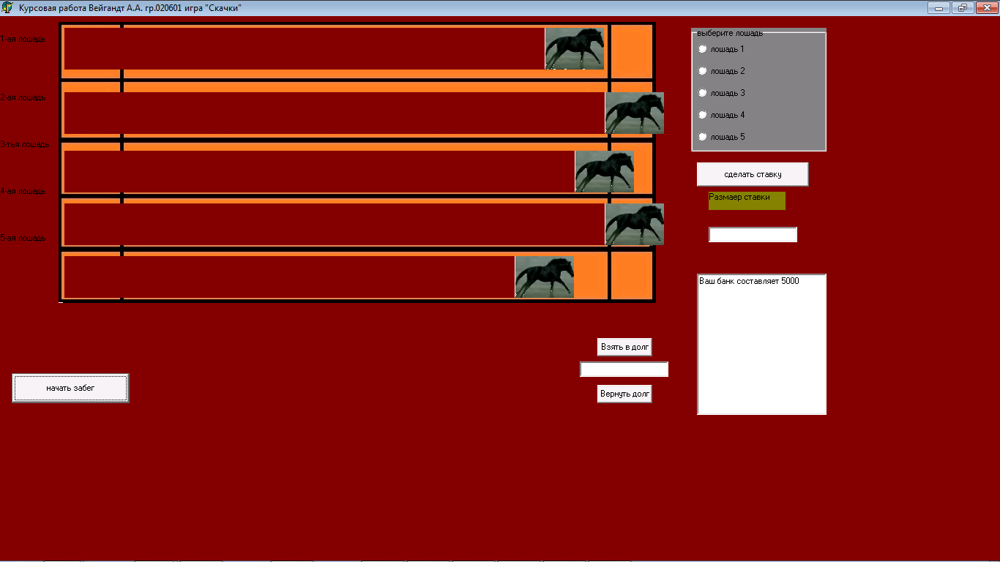 Курсовая работа Вейгандт А.А. гр.020601 игра "Скачки"
1-ая лошадь
2-ая лошадь
3-тья лошадь
4-ая лошадь
5-ая лошадь
выберите лошадь
лошадь 1
лошадь 2
лошадь 3
лошадь 4
лошадь 5
сделать ставку
Размаер ставки
Ваш банк составляет 5000
Взять в долг
Вернуть долг
начать забег